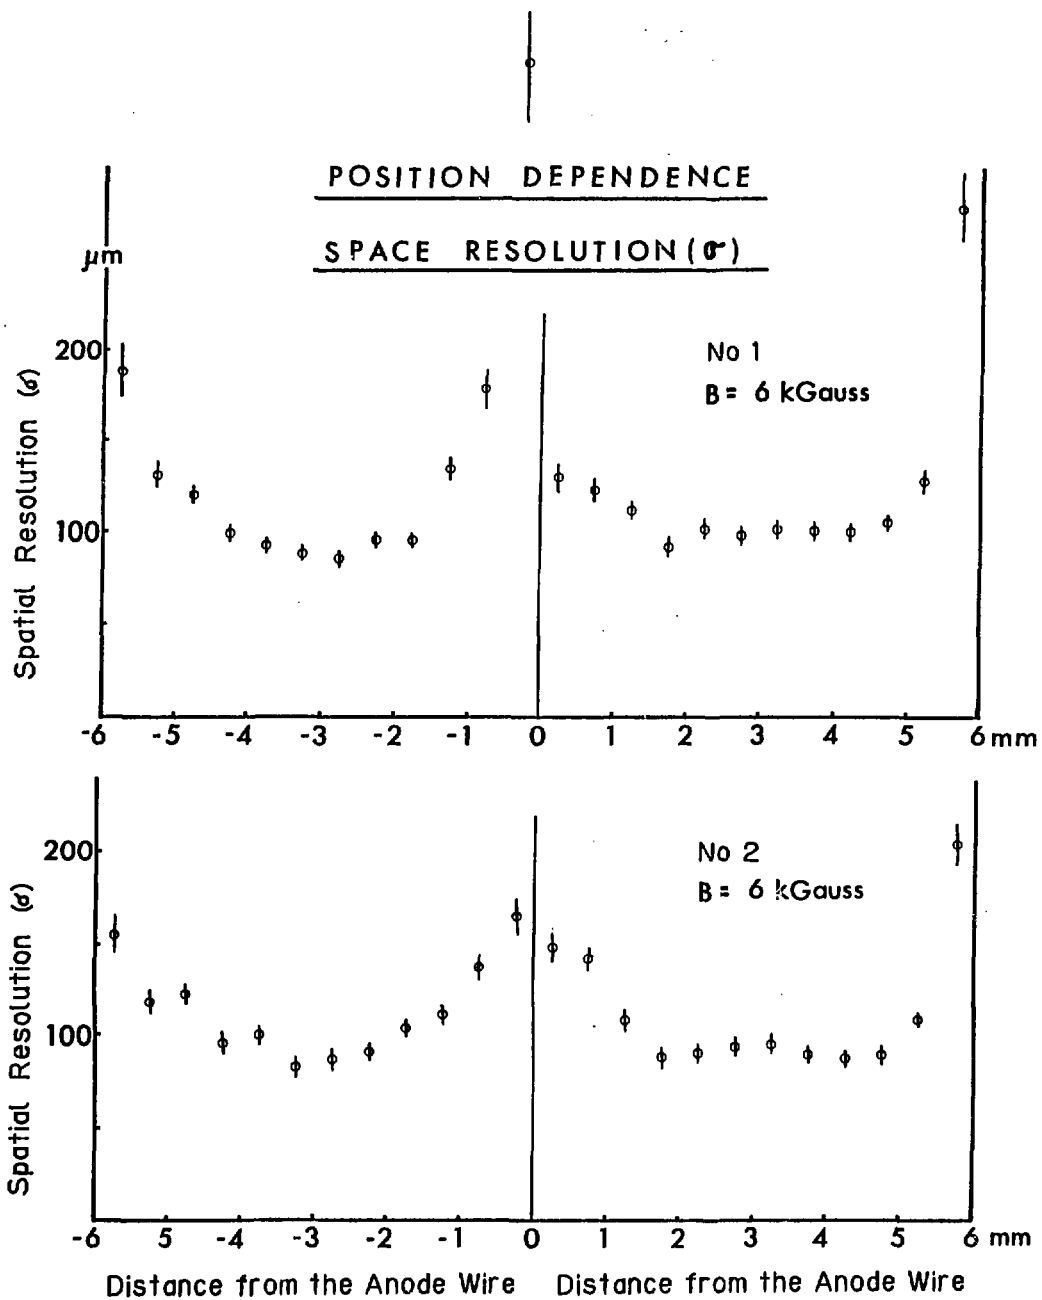 POSITION DEPENDENCE
SPACE RESOLUTION (σ)
μm
200
100
Spatial Resolution (σ)
No 1
B = 6 kGauss
-6 -5 -4 -3 -2 -1 0 1 2 3 4 5 6 mm
200
100
Spatial Resolution (σ)
No 2
B = 6 kGauss
-6 5 -4 -3 -2 -1 0 1 2 3 4 5 6 mm
Distance from the Anode Wire Distance from the Anode Wire